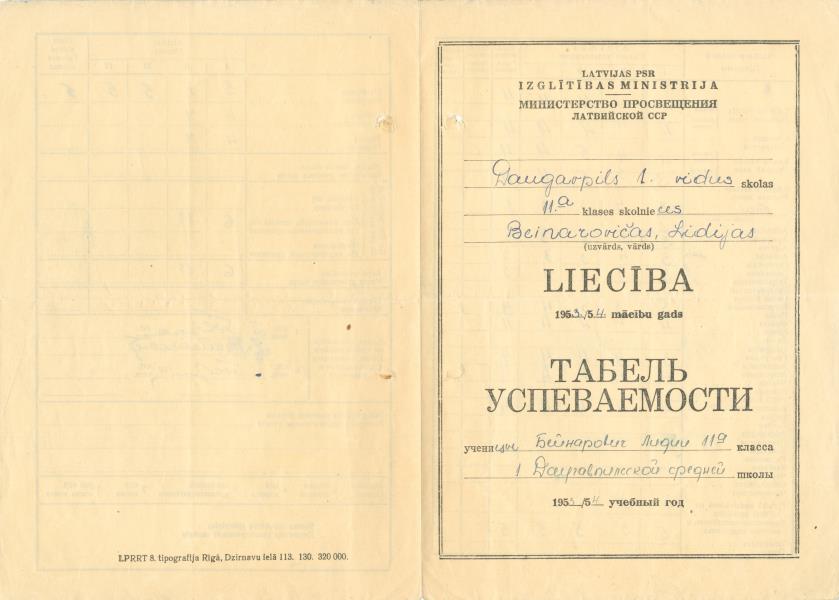 LATVIJAS PSR
IZGLĪTĪBAS MINISTRIJA
МИНИСТЕРСТВО ПРОСВЕЩЕНИЯ
ЛАТВИЙСКОЙ ССР
Daugavpils 1. vidus skolas
11.a klases skolnieces
Beinarovičas, Lidijas
(uzvārds, vārds)
LIECĪBA
1953/54 mācību gads
ТАБЕЛЬ
УСПЕВАЕМОСТИ
ученицы Бейнарович Лидии 11а класса
1 Даугавпилсской средней школы
1953/54 учебный год
LPRRT 8. tipografija Rīgā, Dzirnavu ielā 113. 130. 320 000.